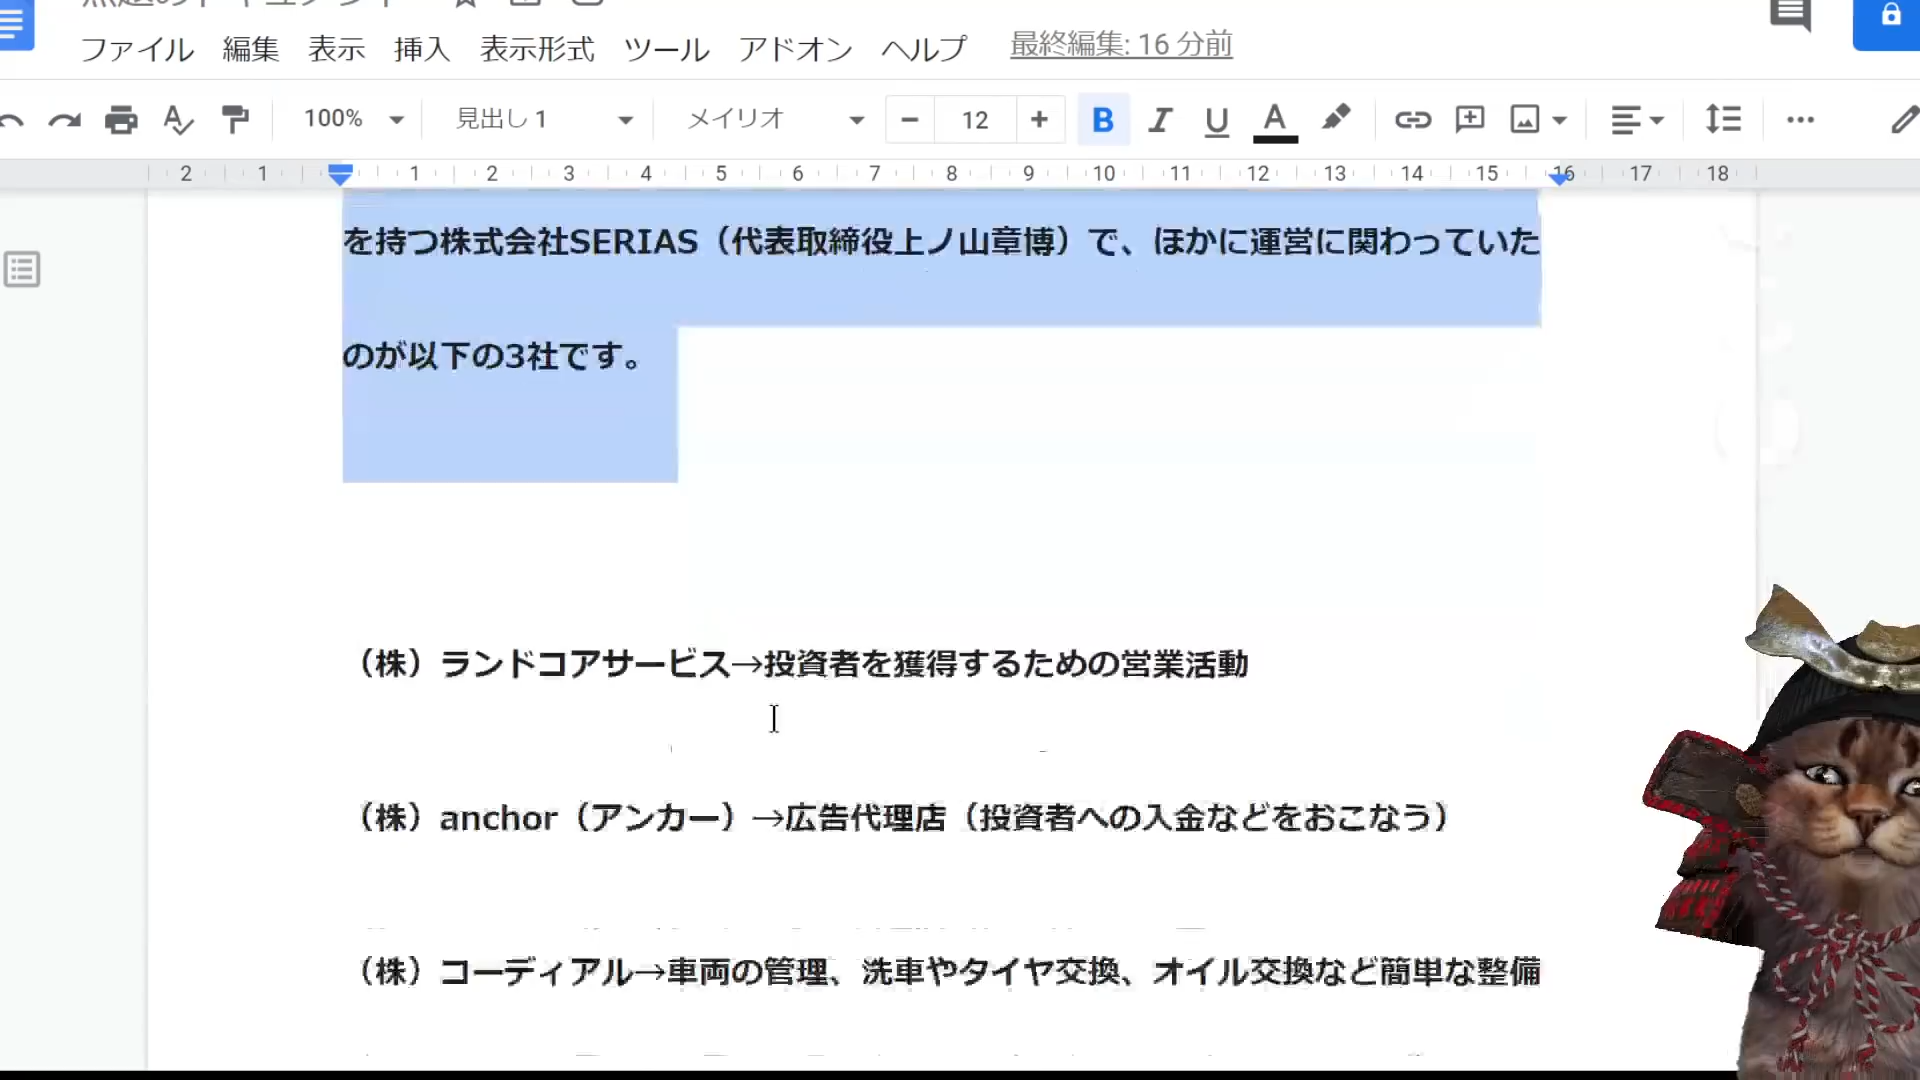 ファイル 編集 表示 挿入 表示形式 ツール アドオン ヘルプ 最終編集: 16 分前
100% 見出し 1 メイリオ 12 B I U A
2 1 1 2 3 4 5 6 7 8 9 10 11 12 13 14 15 16 17 18
を持つ株式会社SERIAS（代表取締役上ノ山章博）で、ほかに運営に関わっていた
のが以下の3社です。
（株）ランドコアサービス→投資者を獲得するための営業活動
（株）anchor（アンカー）→広告代理店（投資者への入金などをおこなう）
（株）コーディアル→車両の管理、洗車やタイヤ交換、オイル交換など簡単な整備